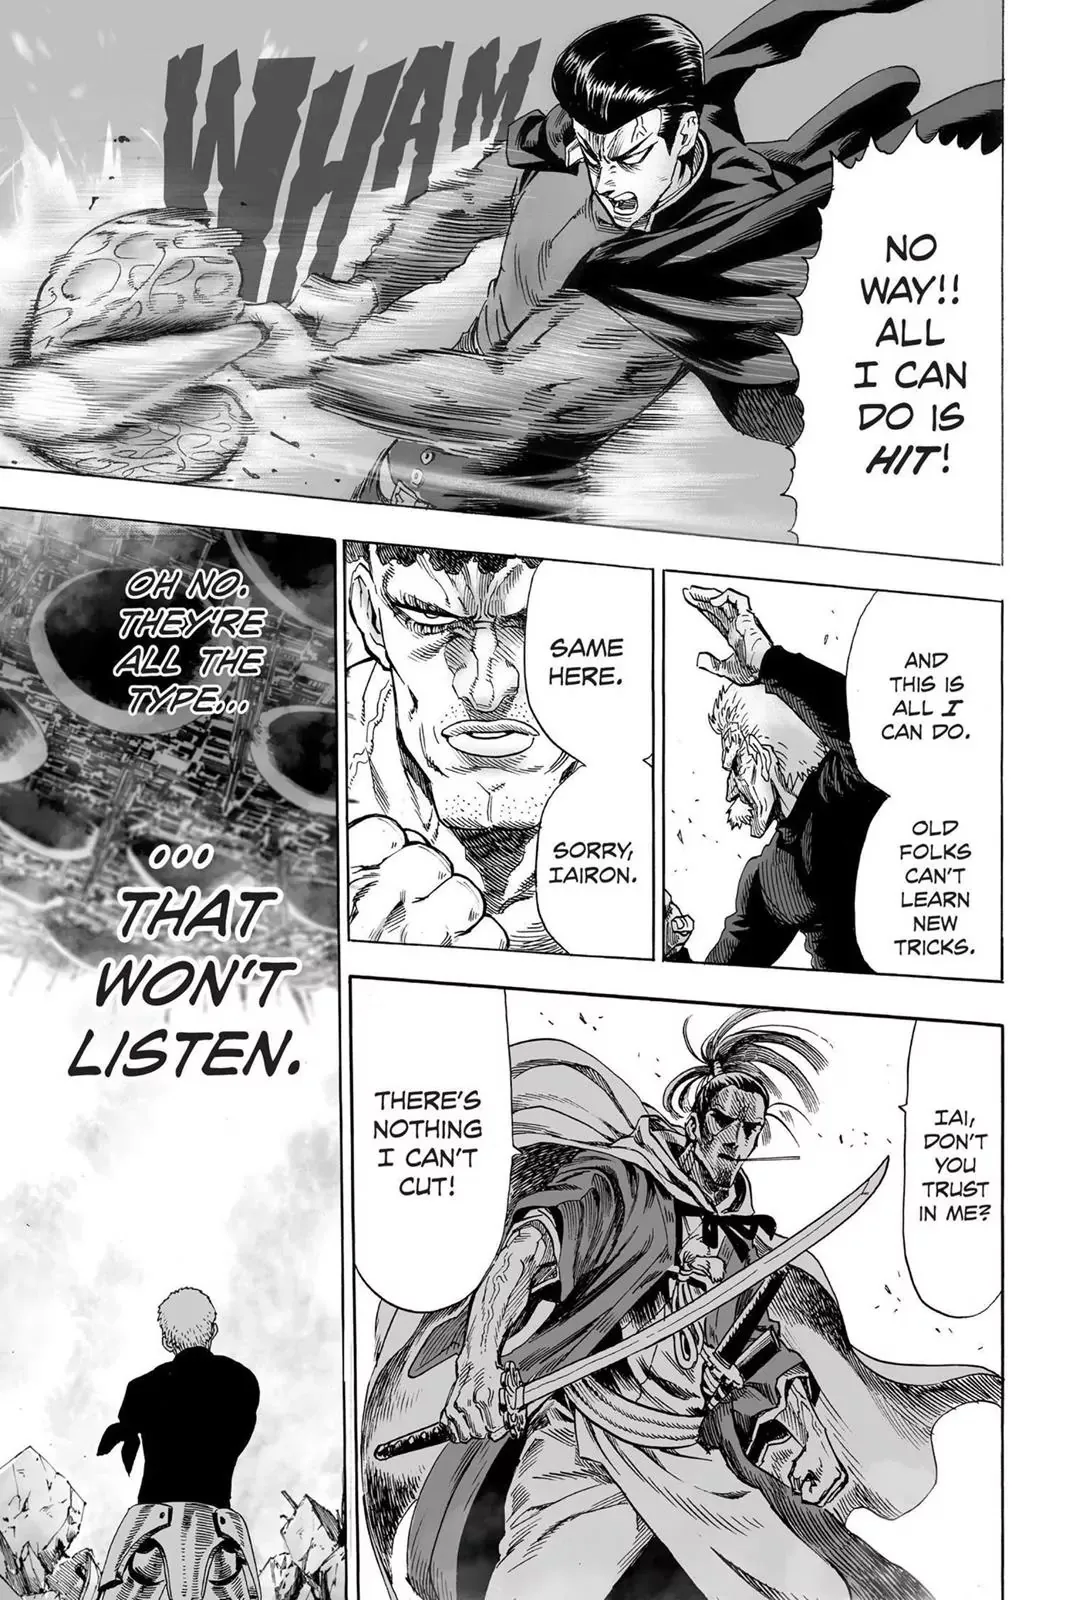 WHAM
NO
WAY!!
ALL
I CAN
DO IS
HIT!
AND
THIS IS
ALL I
CAN DO.
OLD
FOLKS
CAN'T
LEARN
NEW
TRICKS.
SAME
HERE.
SORRY,
IAIRON.
OH NO.
THEY'RE
ALL THE
TYPE...
...
THAT
WON'T
LISTEN.
IAI,
DON'T
YOU
TRUST
IN ME?
THERE'S
NOTHING
I CAN'T
CUT!